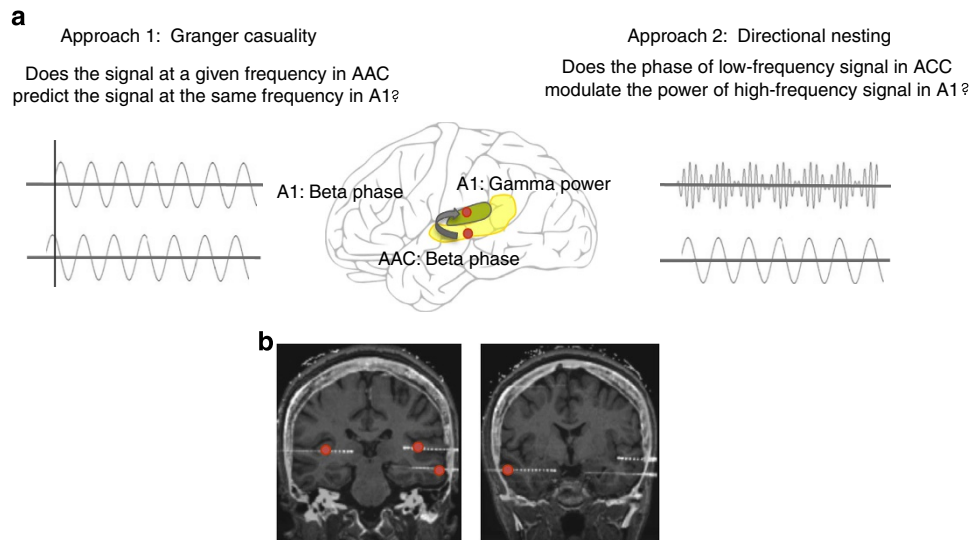 a
Approach 1: Granger casuality
Does the signal at a given frequency in AAC
predict the signal at the same frequency in A1?
Approach 2: Directional nesting
Does the phase of low-frequency signal in ACC
modulate the power of high-frequency signal in A1?
A1: Beta phase
A1: Gamma power
AAC: Beta phase
b